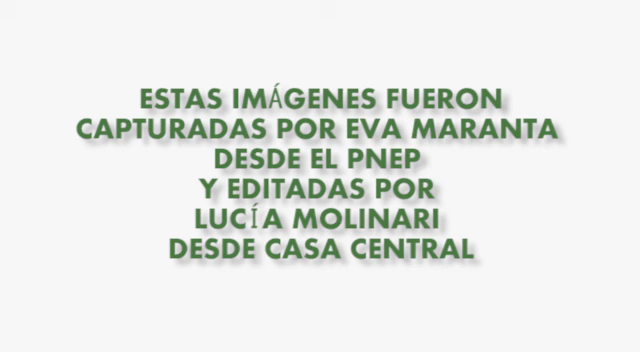 ESTAS IMÁGENES FUERON
CAPTURADAS POR EVA MARANTA
DESDE EL PNEP
Y EDITADAS POR
LUCÍA MOLINARI
DESDE CASA CENTRAL